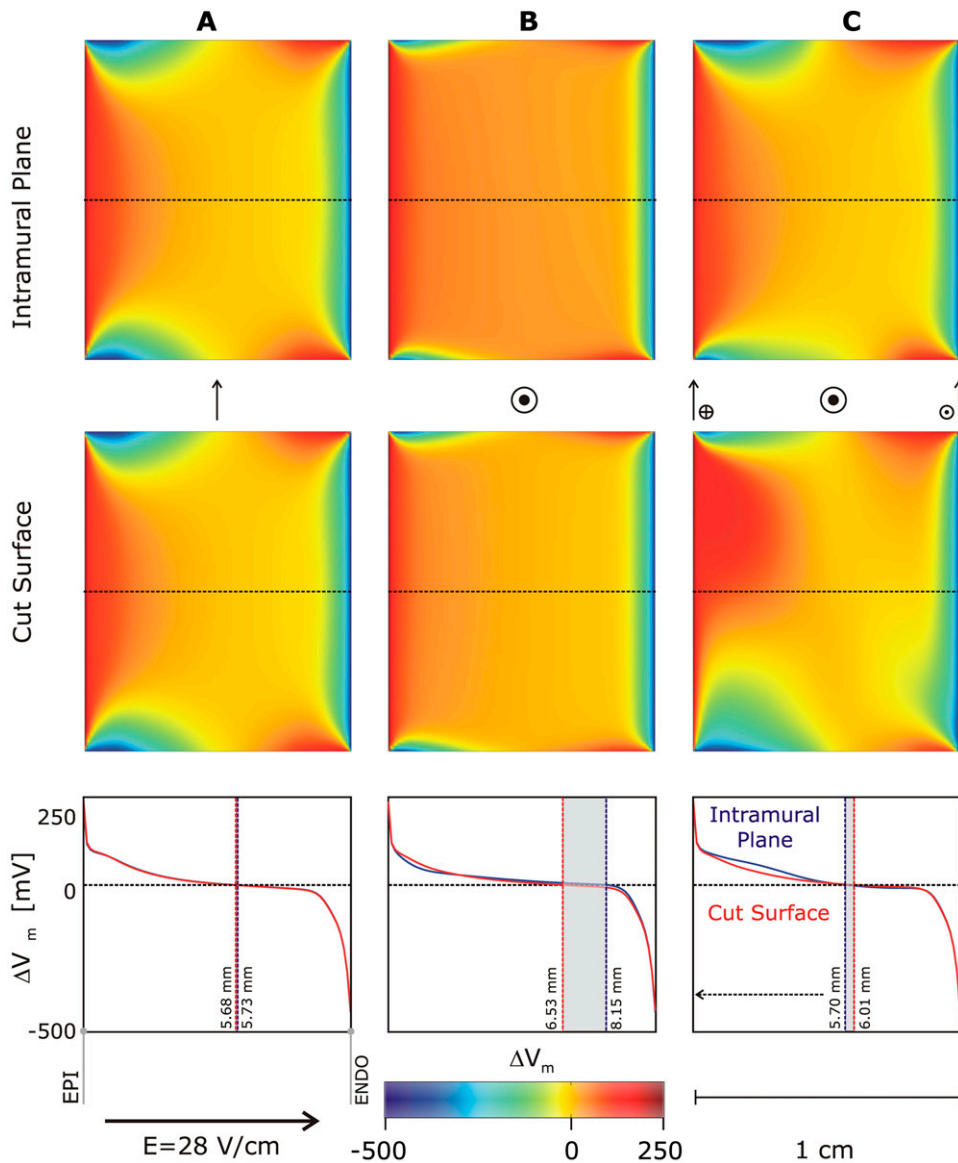 A
B
C
Intramural Plane
Cut Surface
250
0
-500
ΔVm [mV]
5.68 mm
5.73 mm
6.53 mm
8.15 mm
Intramural
Plane
Cut Surface
5.70 mm
6.01 mm
EPI
ENDO
E=28 V/cm
ΔVm
-500
0
250
1 cm